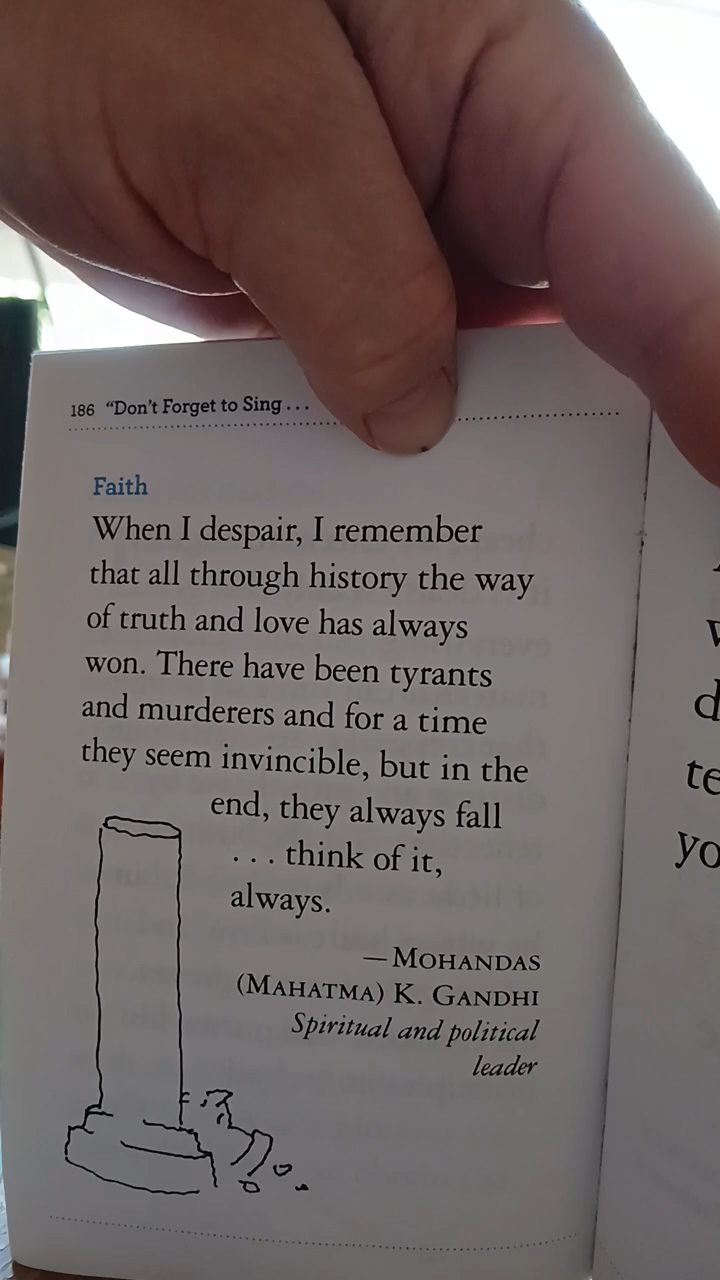 186 "Don't Forget to Sing . . .
Faith
When I despair, I remember
that all through history the way
of truth and love has always
won. There have been tyrants
and murderers and for a time
they seem invincible, but in the
end, they always fall
. . . think of it,
always.
—MOHANDAS
(MAHATMA) K. GANDHI
Spiritual and political
leader
yo